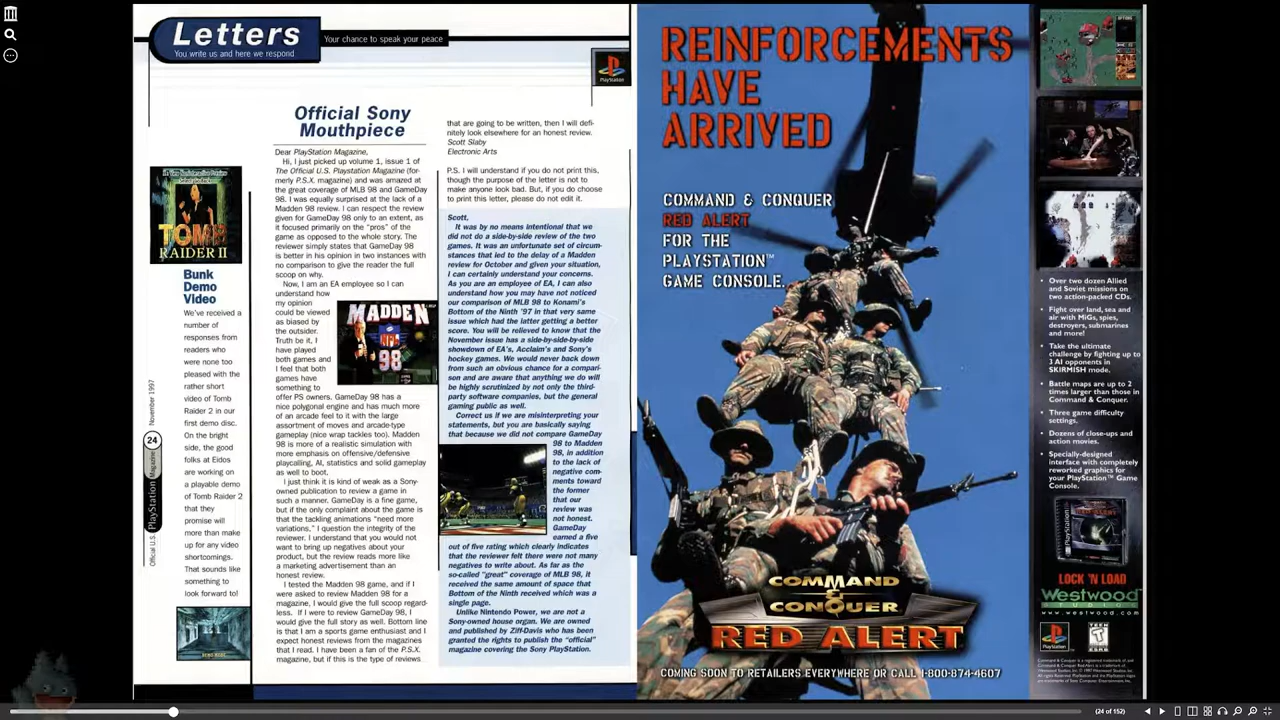 Letters
You write us and here we respond
Your chance to speak your peace
PlayStation
TOMB
RAIDER II
Bunk
Demo
Video
We've received a
number of
responses from
readers who
were none too
pleased with the
rather short
video of Tomb
Raider 2 in our
first demo disc.
On the bright
side, the good
folks at Eidos
are working on
a playable demo
of Tomb Raider 2
that they
promise will
more than make
up for any video
shortcomings.
That sounds like
something to
look forward to!
Official U.S. PlayStation Magazine
24
November 1997
Official Sony
Mouthpiece
Dear PlayStation Magazine,
Hi, I just picked up volume 1, issue 1 of
The Official U.S. Playstation Magazine (for-
merly P.S.X. magazine) and was amazed at
the great coverage of MLB 98 and GameDay
98. I was equally surprised at the lack of a
Madden 98 review. I can respect the review
given for GameDay 98 only to an extent, as
it focused primarily on the "pros" of the
game as opposed to the whole story. The
reviewer simply states that GameDay 98
is better in his opinion in two instances with
no comparison to give the reader the full
scoop on why.
Now, I am an EA employee so I can
understand how
my opinion
could be viewed
as biased by
the outsider.
Truth be it, I
have played
both games and
I feel that both
games have
something to
offer PS owners. GameDay 98 has a
nice polygonal engine and has much more
of an arcade feel to it with the large
assortment of moves and arcade-type
gameplay (nice wrap tackles too). Madden
98 is more of a realistic simulation with
more emphasis on offensive/defensive
playcalling, AI, statistics and solid gameplay
as well to boot.
I just think it is kind of weak as a Sony-
owned publication to review a game in
such a manner. GameDay is a fine game,
but if the only complaint about the game is
that the tackling animations "need more
variations," I question the integrity of the
reviewer. I understand that you would not
want to bring up negatives about your
product, but the review reads more like
a marketing advertisement than an
honest review.
I tested the Madden 98 game, and if I
were asked to review Madden 98 for a
magazine, I would give the full scoop regard-
less. If I were to review GameDay 98, I
would give the full story as well. Bottom line
is that I am a sports game enthusiast and I
expect honest reviews from the magazines
that I read. I have been a fan of the P.S.X.
magazine, but if this is the type of reviews
MADDEN
NFL
98
that are going to be written, then I will defi-
nitely look elsewhere for an honest review.
Scott Slaby
Electronic Arts
P.S. I will understand if you do not print this,
though the purpose of the letter is not to
make anyone look bad. But, if you do choose
to print this letter, please do not edit it.
Scott,
It was by no means intentional that we
did not do a side-by-side review of the two
games. It was an unfortunate set of circum-
stances that led to the delay of a Madden
review for October and given your situation,
I can certainly understand your concerns.
As you are an employee of EA, I can also
understand how you may have not noticed
our comparison of MLB 98 to Konami's
Bottom of the Ninth '97 in that very same
issue which had the latter getting a better
score. You will be relieved to know that the
November issue has a side-by-side-by-side
showdown of EA's, Acclaim's and Sony's
hockey games. We would never back down
from such an obvious chance for a compari-
son and are aware that anything we do will
be highly scrutinized by not only the third-
party software companies, but the general
gaming public as well.
Correct us if we are misinterpreting your
statements, but you are basically saying
that because we did not compare GameDay
98 to Madden
98, in addition
to the lack of
negative com-
ments toward
the former
that our
review was
not honest.
GameDay
earned a five
out of five rating which clearly indicates
that the reviewer felt there were not many
negatives to write about. As far as the
so-called "great" coverage of MLB 98, it
received the same amount of space that
Bottom of the Ninth received which was a
single page.
Unlike Nintendo Power, we are not a
Sony-owned house organ. We are owned
and published by Ziff-Davis who has been
granted the rights to publish the "official"
magazine covering the Sony PlayStation.
REINFORCEMENTS
HAVE
ARRIVED
COMMAND & CONQUER
RED ALERT
FOR THE
PLAYSTATION™
GAME CONSOLE.
COMMAND
&
CONQUER
RED ALERT
COMING SOON TO RETAILERS EVERYWHERE OR CALL 1-800-874-4607
• Over two dozen Allied
and Soviet missions on
two action-packed CDs.
• Fight over land, sea and
air with MiGs, spies,
destroyers, submarines
and more!
• Take the ultimate
challenge by fighting up to
3 AI opponents in
SKIRMISH mode.
• Battle maps are up to 2
times larger than those in
Command & Conquer.
• Three game difficulty
settings.
• Dozens of close-ups and
action movies.
• Specially-designed
interface with completely
reworked graphics for
your PlayStation™ Game
Console.
LOCK 'N LOAD
Westwood
STUDIOS
www.westwood.com
PlayStation
(24 of 152)